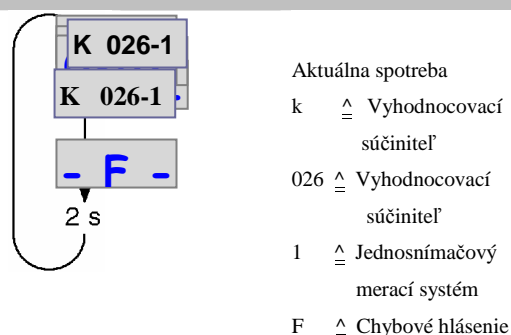 K 026-1
K 026-1
- F -
2 s
Aktuálna spotreba
k ≙ Vyhodnocovací
súčiniteľ
026 ≙ Vyhodnocovací
súčiniteľ
1 ≙ Jednosnímačový
merací systém
F ≙ Chybové hlásenie